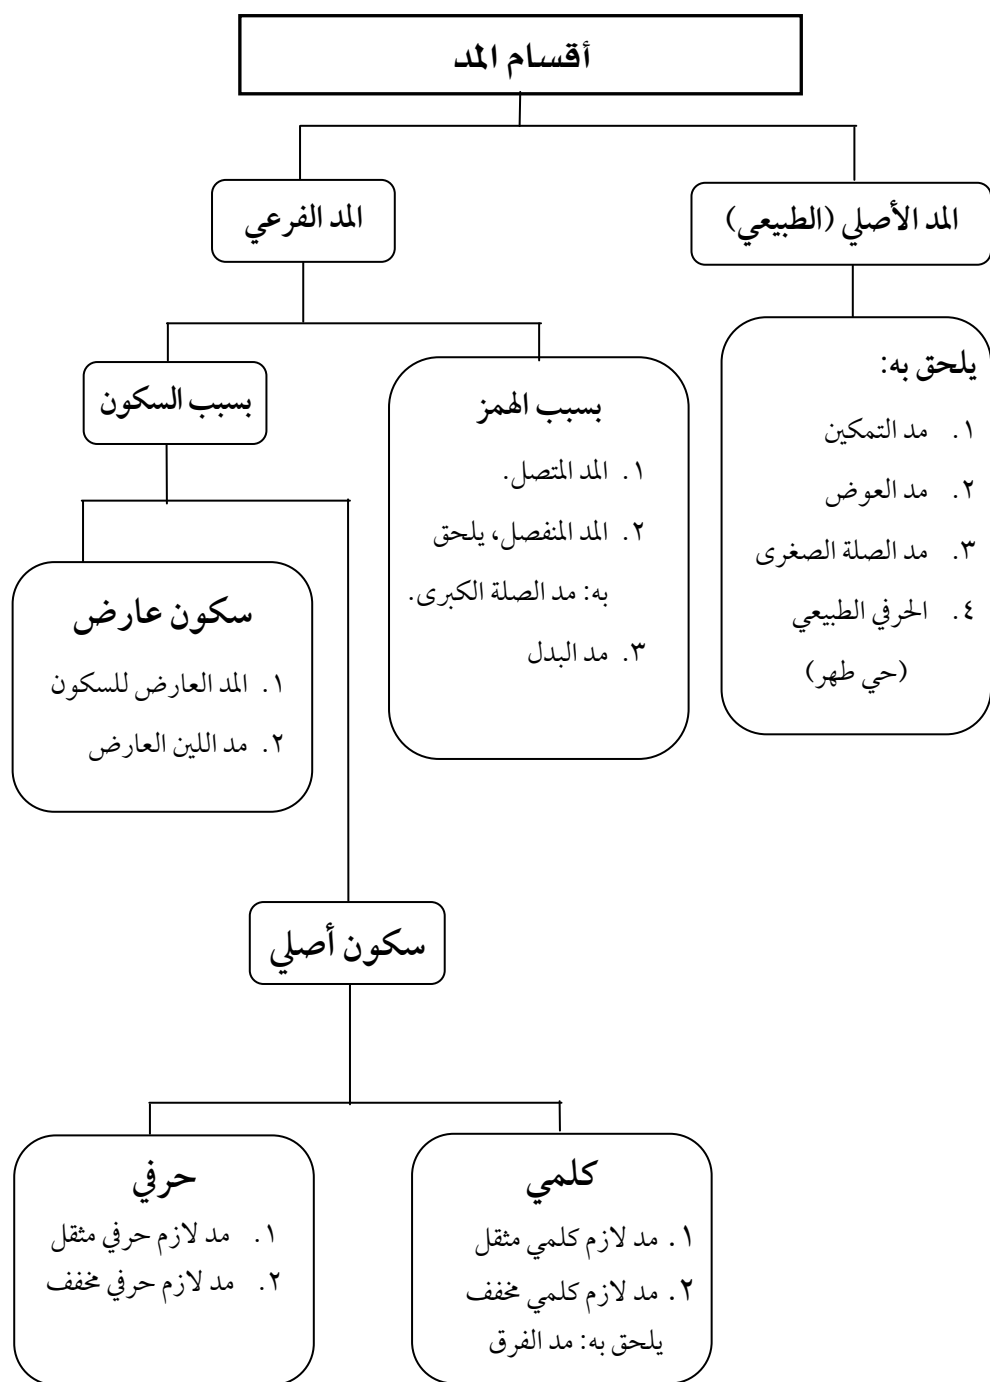 أقسام المد
المد الأصلي (الطبيعي)
المد الفرعي
يلحق به:
١. مد التمكين
٢. مد العوض
٣. مد الصلة الصغرى
٤. الحرفي الطبيعي
(حي طهر)
بسبب الهمز
١. المد المتصل.
٢. المد المنفصل، يلحق
به: مد الصلة الكبرى.
٣. مد البدل
بسبب السكون
سكون عارض
١. المد العارض للسكون
٢. مد اللين العارض
سكون أصلي
كلمي
١. مد لازم كلمي مثقل
٢. مد لازم كلمي مخفف
يلحق به: مد الفرق
حرفي
١. مد لازم حرفي مثقل
٢. مد لازم حرفي مخفف